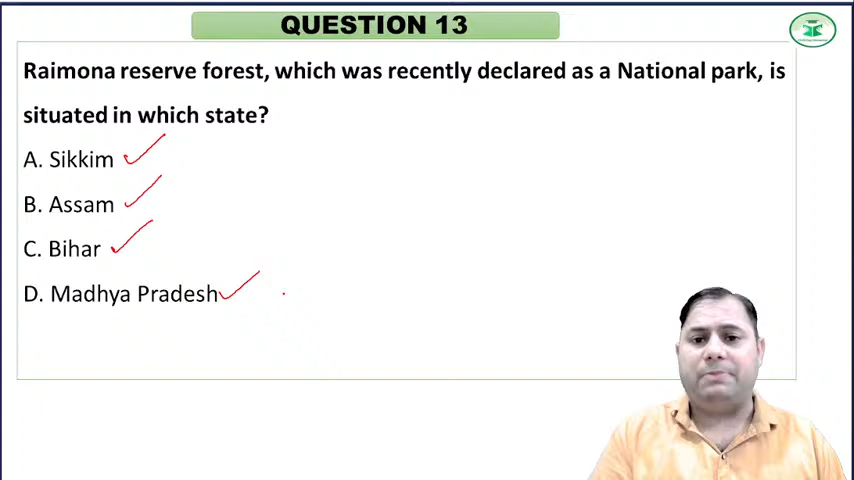 QUESTION 13
Raimona reserve forest, which was recently declared as a National park, is
situated in which state?
A. Sikkim
B. Assam
C. Bihar
D. Madhya Pradesh